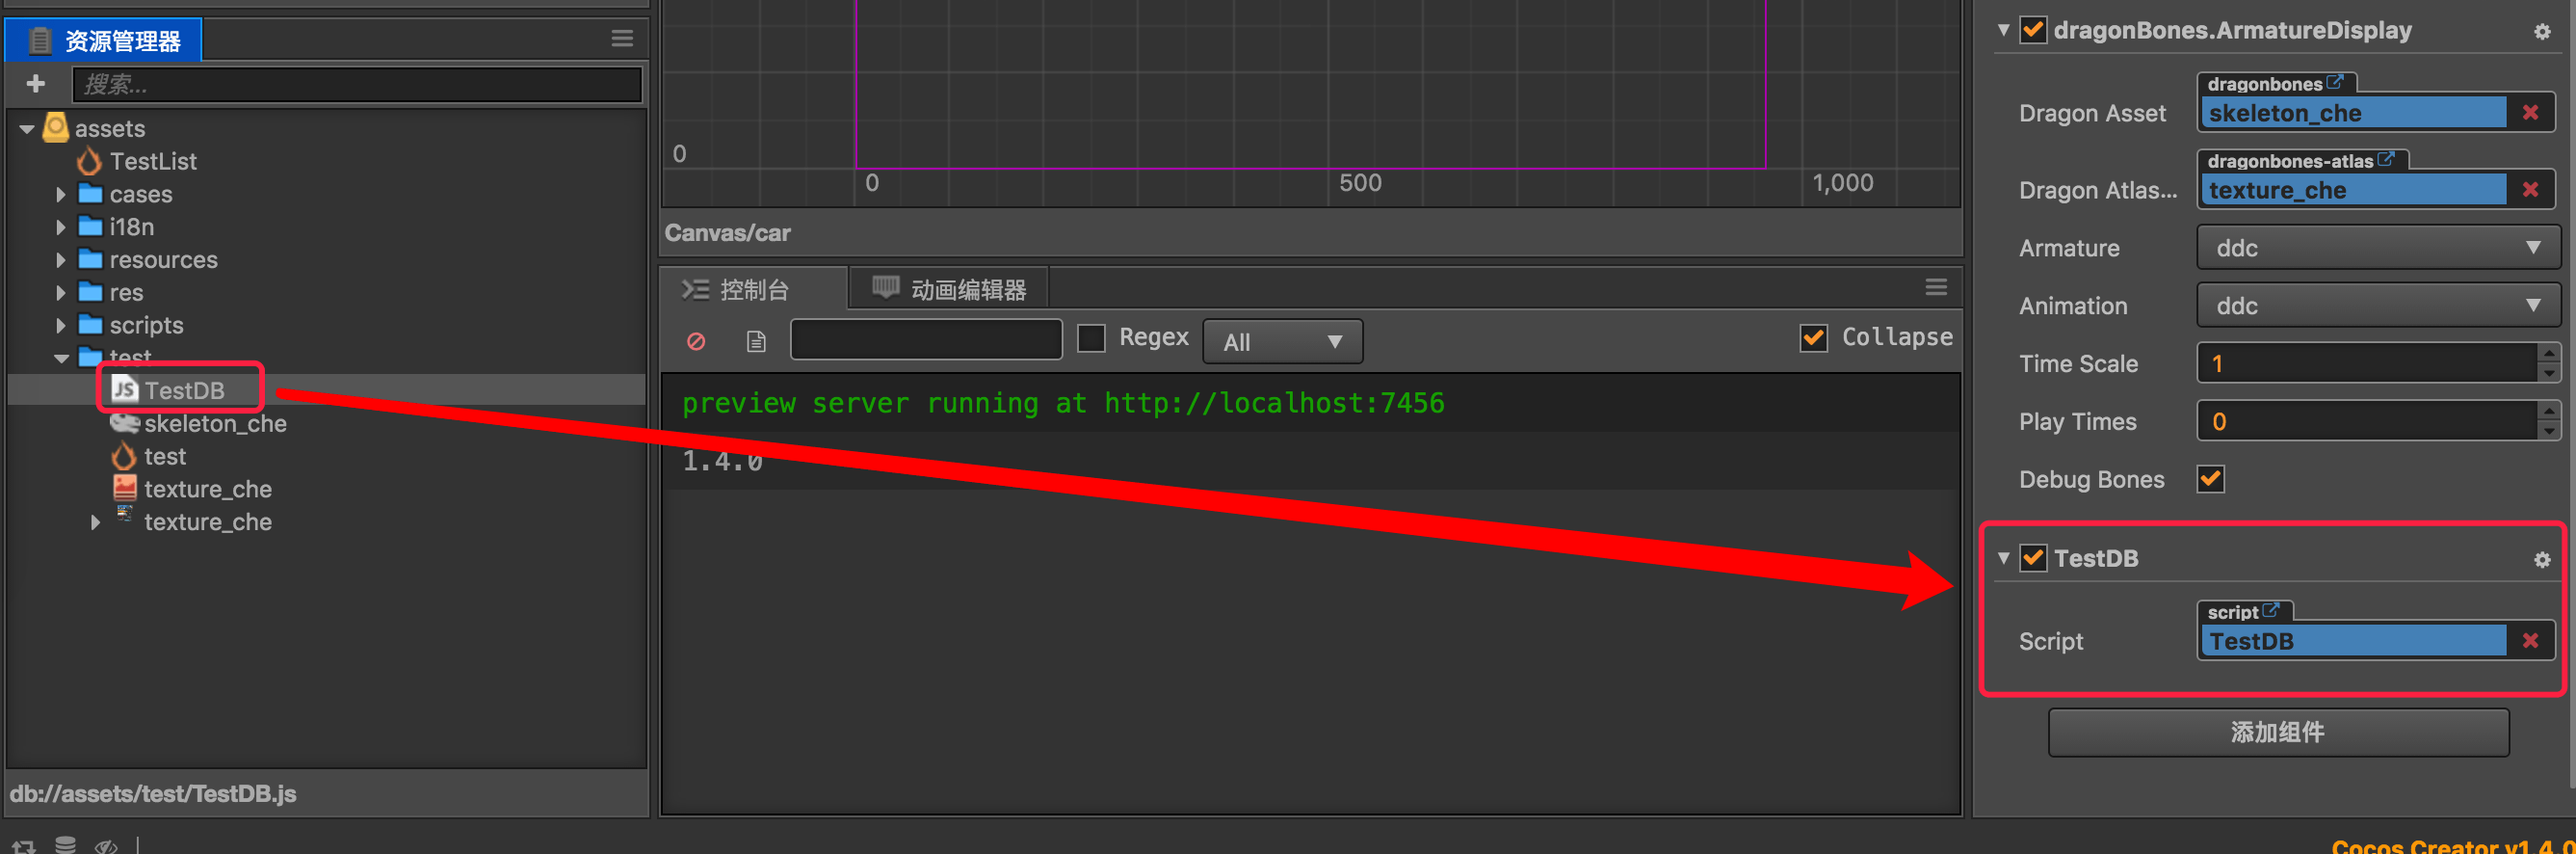 资源管理器
搜索...
assets
TestList
cases
i18n
resources
res
scripts
test
JS TestDB
skeleton_che
test
texture_che
texture_che
db://assets/test/TestDB.js
0
0
500
1,000
Canvas/car
控制台
动画编辑器
Regex
All
Collapse
preview server running at http://localhost:7456
1.4.0
dragonBones.ArmatureDisplay
dragonbones
Dragon Asset
skeleton_che
dragonbones-atlas
Dragon Atlas...
texture_che
Armature
ddc
Animation
ddc
Time Scale
1
Play Times
0
Debug Bones
TestDB
script
Script
TestDB
添加组件
Cocos Creator v1.4.0